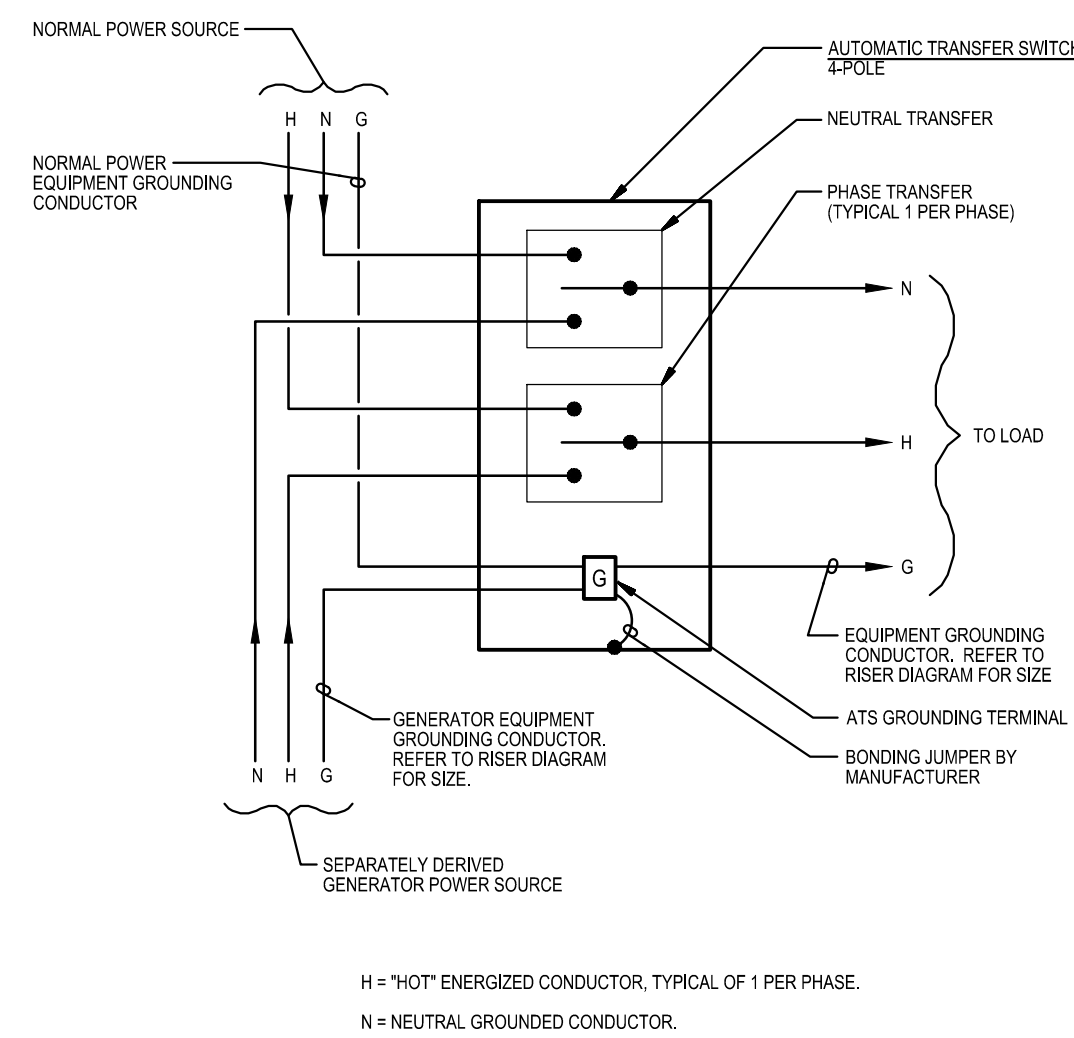 NORMAL POWER SOURCE
AUTOMATIC TRANSFER SWITCH
4-POLE
H N G
NEUTRAL TRANSFER
NORMAL POWER
EQUIPMENT GROUNDING
CONDUCTOR
PHASE TRANSFER
(TYPICAL 1 PER PHASE)
N
H
TO LOAD
G
G
EQUIPMENT GROUNDING
CONDUCTOR. REFER TO
RISER DIAGRAM FOR SIZE
GENERATOR EQUIPMENT
GROUNDING CONDUCTOR.
REFER TO RISER DIAGRAM
FOR SIZE.
ATS GROUNDING TERMINAL
BONDING JUMPER BY
MANUFACTURER
N H G
SEPARATELY DERIVED
GENERATOR POWER SOURCE
H = "HOT" ENERGIZED CONDUCTOR, TYPICAL OF 1 PER PHASE.
N = NEUTRAL GROUNDED CONDUCTOR.